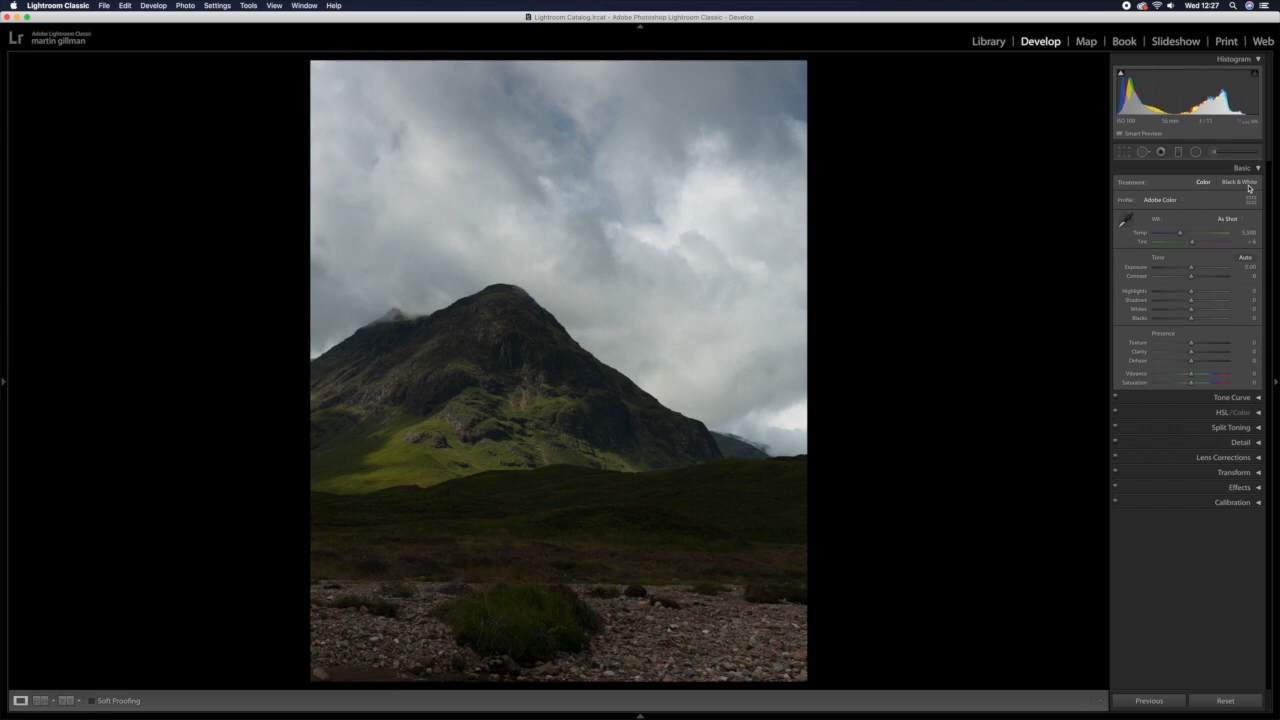 Lightroom Classic File Edit Develop Photo Settings Tools View Window Help Wed 12:27
Lightroom Catalog.lrcat - Adobe Photoshop Lightroom Classic - Develop
Lr Adobe Lightroom Classic
martin gillman
Library | Develop | Map | Book | Slideshow | Print | Web
Histogram
ISO 100 56 mm f / 11
Smart Preview
Basic
Treatment: Color Black & White
Profile: Adobe Color
WB: As Shot
Temp 5,500
Tint + 6
Tone Auto
Exposure 0.00
Contrast 0
Highlights 0
Shadows 0
Whites 0
Blacks 0
Presence
Texture 0
Clarity 0
Dehaze 0
Vibrance 0
Saturation 0
Tone Curve
HSL / Color
Split Toning
Detail
Lens Corrections
Transform
Effects
Calibration
Soft Proofing
Previous Reset